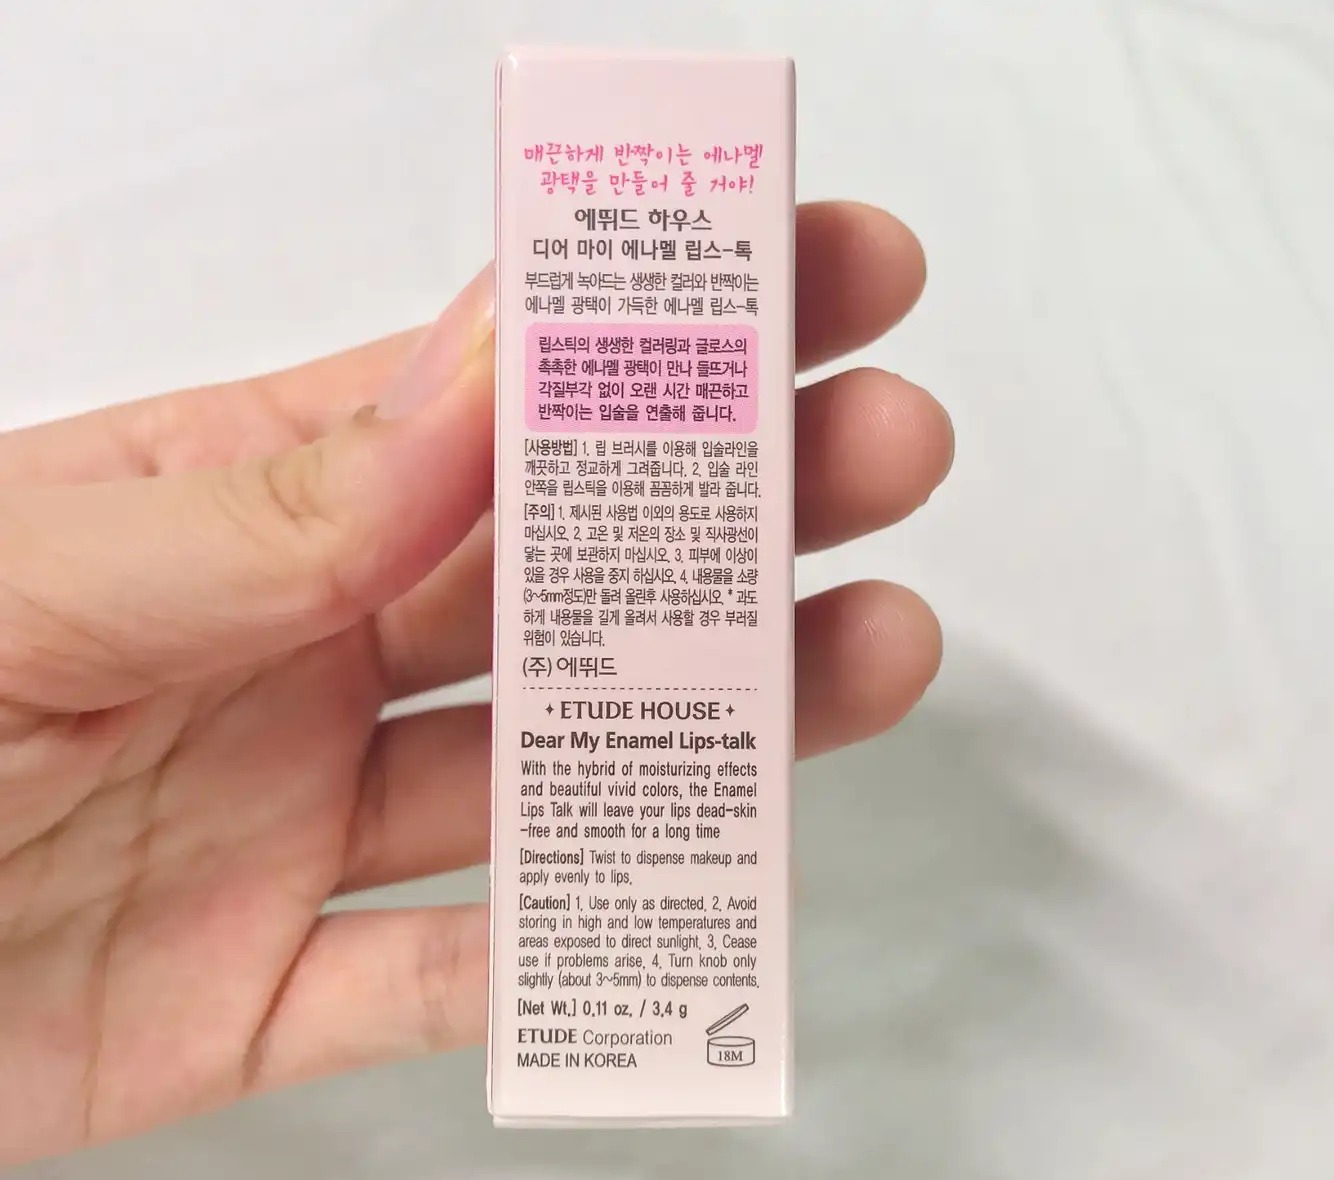 매끈하게 반짝이는 에나멜
광택을 만들어 줄 거야!
에뛰드 하우스
디어 마이 에나멜 립스-톡
부드럽게 녹아드는 생생한 컬러와 반짝이는
에나멜 광택이 가득한 에나멜 립스-톡
립스틱의 생생한 컬러링과 글로스의
촉촉한 에나멜 광택이 만나 들뜨거나
각질부각 없이 오랜 시간 매끈하고
반짝이는 입술을 연출해 줍니다.
[사용방법] 1. 립 브러시를 이용해 입술라인을
깨끗하고 정교하게 그려줍니다. 2. 입술 라인
안쪽을 립스틱을 이용해 꼼꼼하게 발라 줍니다.
[주의] 1. 제시된 사용법 이외의 용도로 사용하지
마십시오. 2. 고온 및 저온의 장소 및 직사광선이
닿는 곳에 보관하지 마십시오. 3. 피부에 이상이
있을 경우 사용을 중지 하십시오. 4. 내용물을 소량
(3~5mm정도)만 돌려 올린후 사용하십시오. * 과도
하게 내용물을 길게 올려서 사용할 경우 부러질
위험이 있습니다.
(주) 에뛰드
ETUDE HOUSE
Dear My Enamel Lips-talk
With the hybrid of moisturizing effects
and beautiful vivid colors, the Enamel
Lips Talk will leave your lips dead-skin
-free and smooth for a long time
[Directions] Twist to dispense makeup and
apply evenly to lips.
[Caution] 1. Use only as directed. 2. Avoid
storing in high and low temperatures and
areas exposed to direct sunlight. 3. Cease
use if problems arise. 4. Turn knob only
slightly (about 3~5mm) to dispense contents.
[Net Wt.] 0.11 oz. / 3.4 g
ETUDE Corporation
MADE IN KOREA
18M